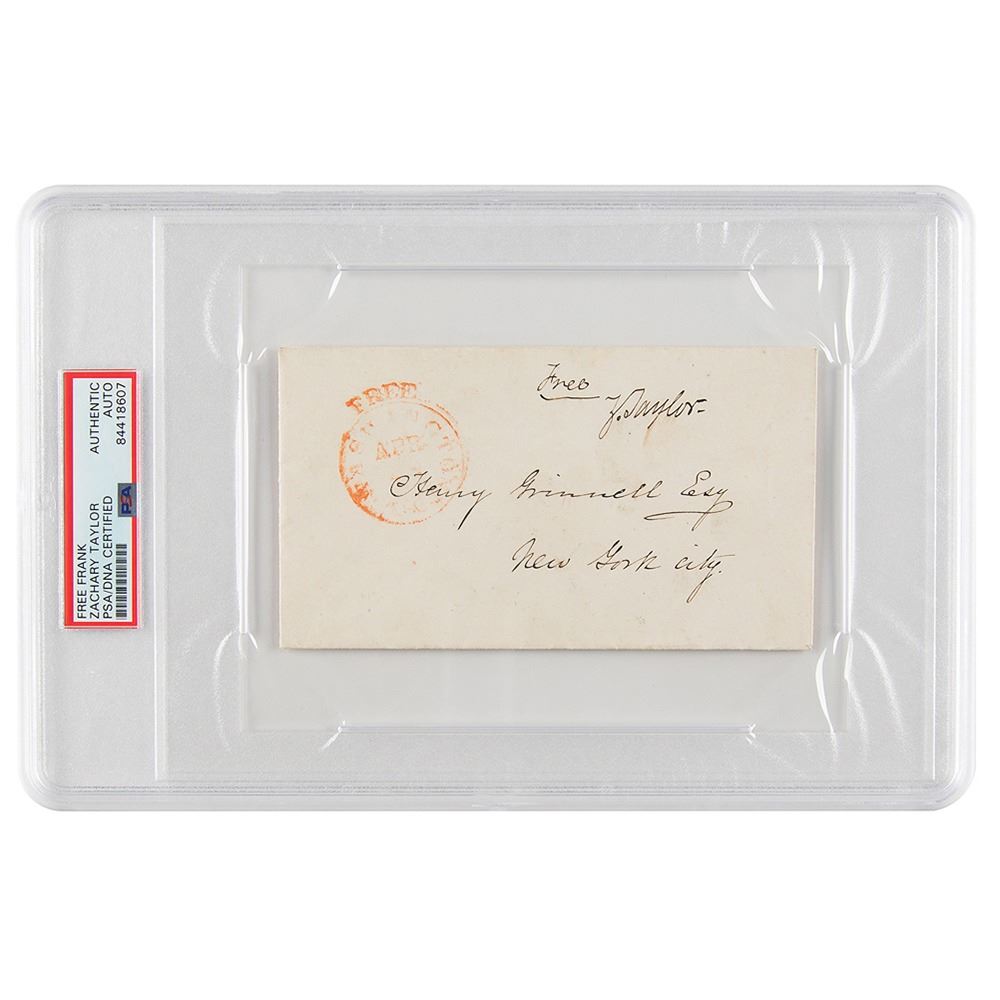 FREE FRANK
ZACHARY TAYLOR
PSA/DNA CERTIFIED
AUTHENTIC
AUTO
84418607
PSA
FREE
WASHINGTON
APR
Free
Z. Taylor
Henry Grinnell Esq
New York city.